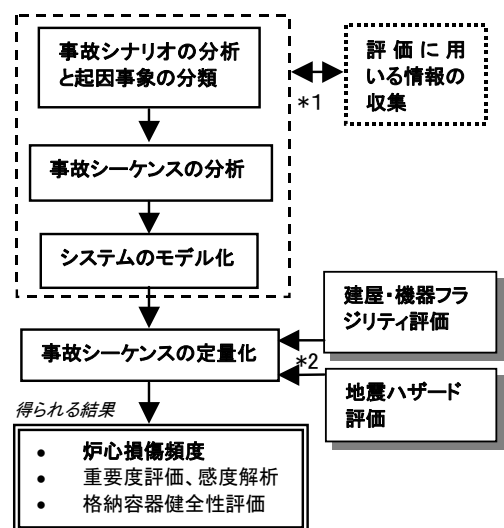 事故シナリオの分析
と起因事象の分類
評価に用
いる情報の
収集
*1
事故シーケンスの分析
システムのモデル化
建屋・機器フラ
ジリティ評価
事故シーケンスの定量化
*2
地震ハザード
評価
得られる結果
• 炉心損傷頻度
• 重要度評価、感度解析
• 格納容器健全性評価